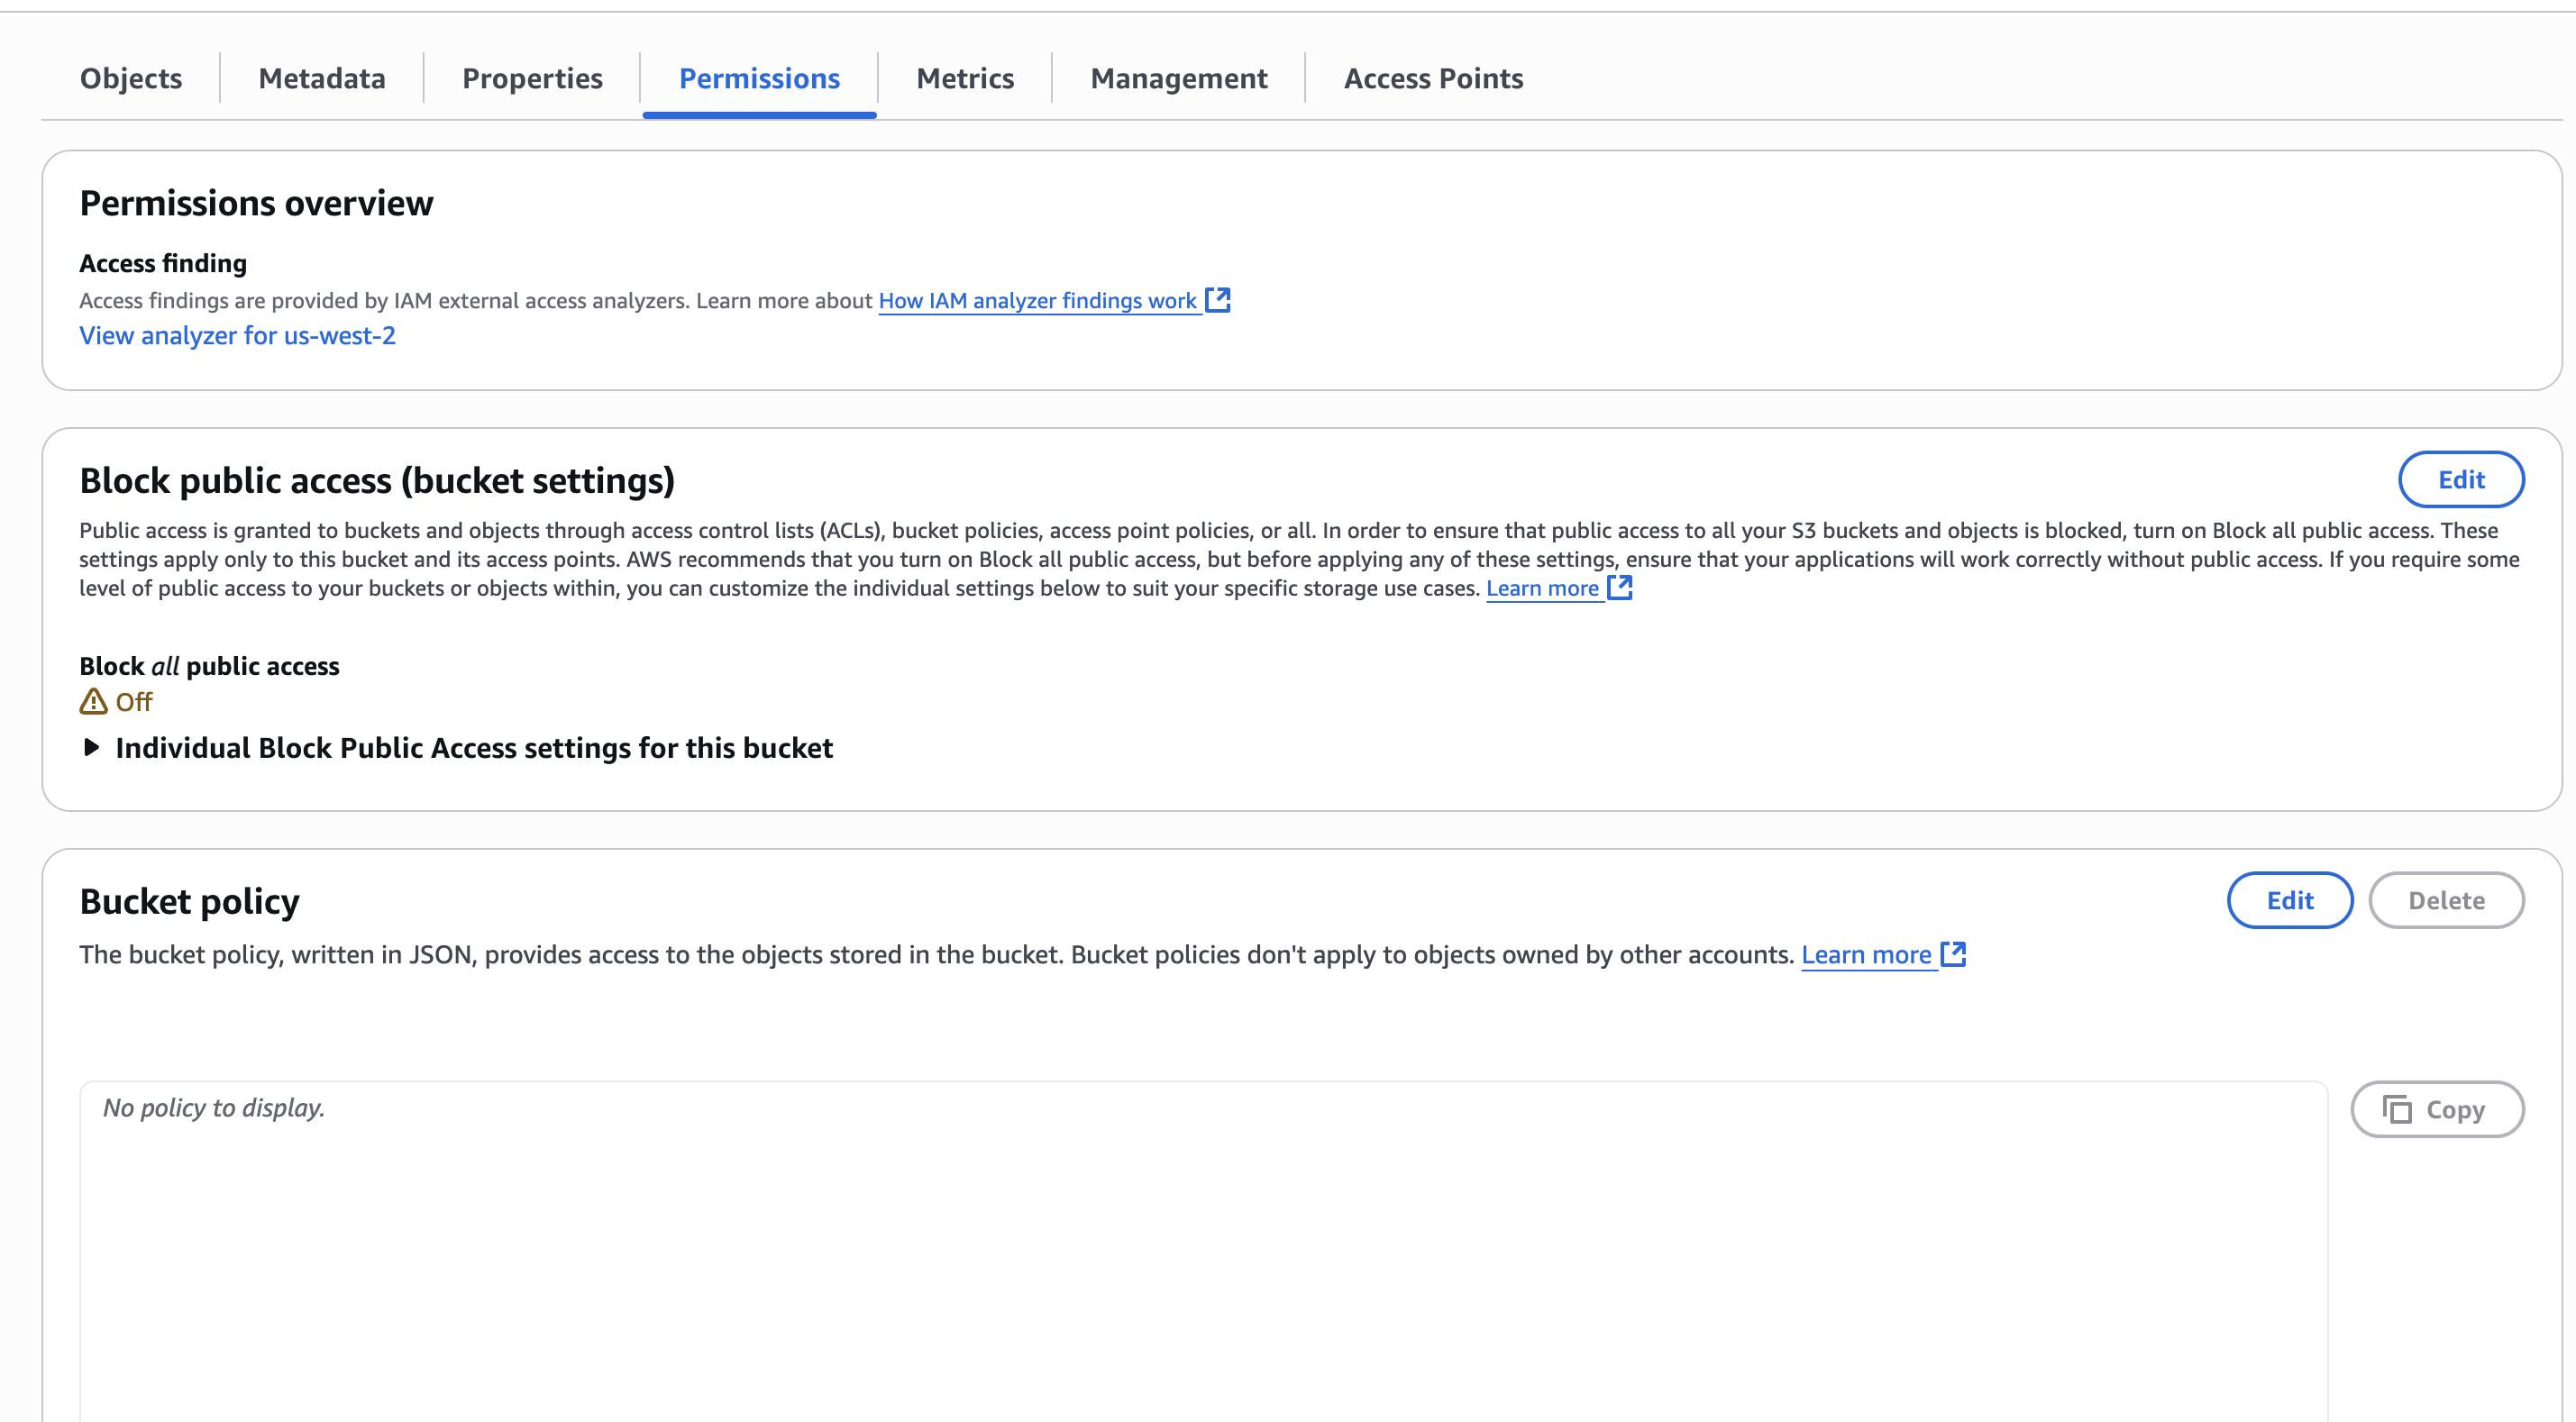 Objects
Metadata
Properties
Permissions
Metrics
Management
Access Points
Permissions overview
Access finding
Access findings are provided by IAM external access analyzers. Learn more about How IAM analyzer findings work
View analyzer for us-west-2
Block public access (bucket settings)
Edit
Public access is granted to buckets and objects through access control lists (ACLs), bucket policies, access point policies, or all. In order to ensure that public access to all your S3 buckets and objects is blocked, turn on Block all public access. These
settings apply only to this bucket and its access points. AWS recommends that you turn on Block all public access, but before applying any of these settings, ensure that your applications will work correctly without public access. If you require some
level of public access to your buckets or objects within, you can customize the individual settings below to suit your specific storage use cases. Learn more
Block all public access
Off
Individual Block Public Access settings for this bucket
Bucket policy
Edit
Delete
The bucket policy, written in JSON, provides access to the objects stored in the bucket. Bucket policies don't apply to objects owned by other accounts. Learn more
No policy to display.
Copy